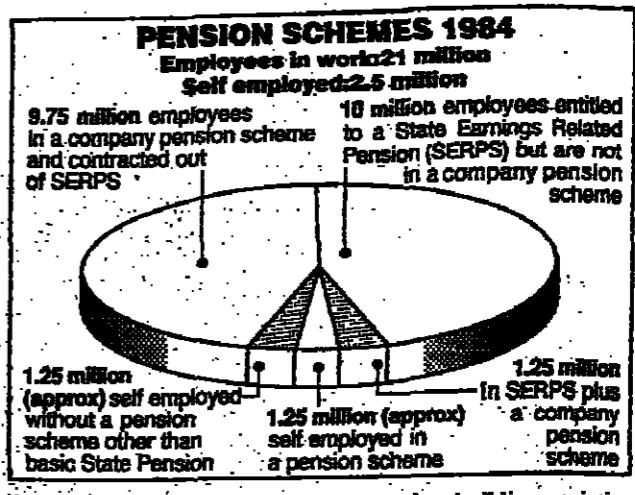 PENSION SCHEMES 1984
Employees in work:21 million
Self employed:2.5 million
9.75 million employees
in a company pension scheme
and contracted out
of SERPS
10 million employees entitled
to a State Earnings Related
Pension (SERPS) but are not
in a company pension
scheme
1.25 million
(approx) self employed
without a pension
scheme other than
basic State Pension
1.25 million (approx)
self employed in
a pension scheme
1.25 million
in SERPS plus
a company
pension
scheme